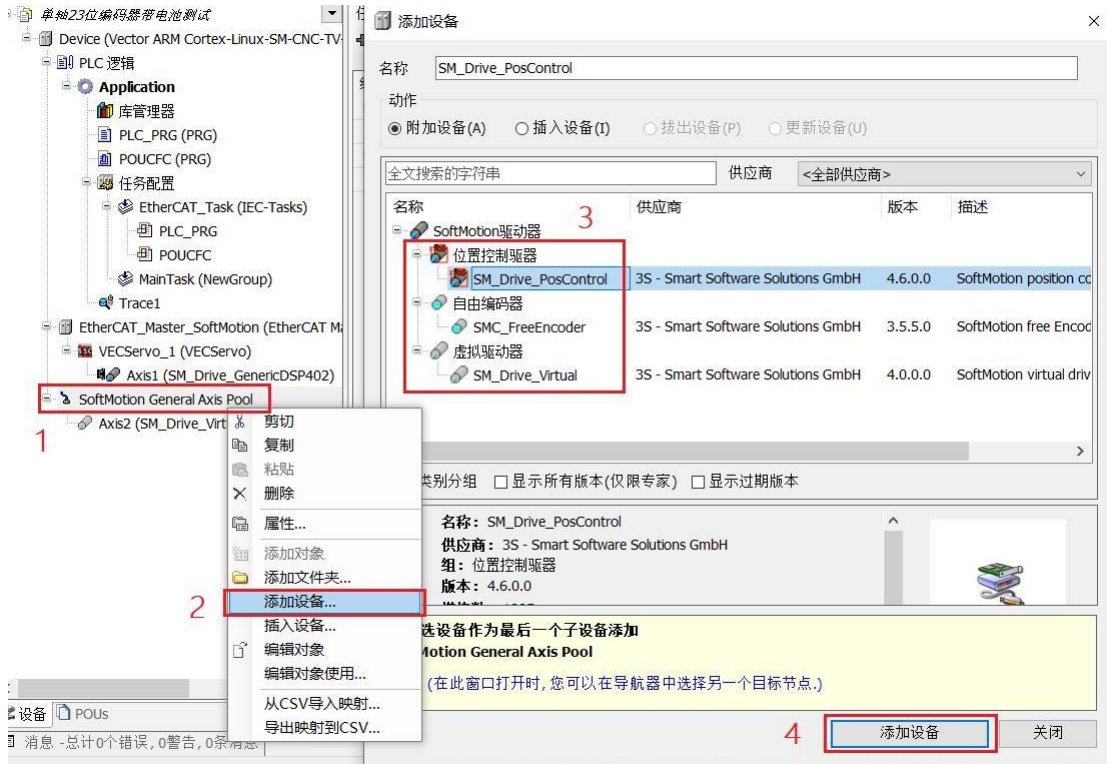 单轴23位编码器带电池测试
Device (Vector ARM Cortex-Linux-SM-CNC-TV-
PLC 逻辑
Application
库管理器
PLC_PRG (PRG)
POUCFC (PRG)
任务配置
EtherCAT_Task (IEC-Tasks)
PLC_PRG
POUCFC
MainTask (NewGroup)
Trace1
EtherCAT_Master_SoftMotion (EtherCAT Ma
VECServo_1 (VECServo)
Axis1 (SM_Drive_GenericDSP402)
SoftMotion General Axis Pool
Axis2 (SM_Drive_Virt
1
剪切
复制
粘贴
删除
属性...
添加对象
添加文件夹...
2
添加设备...
插入设备...
编辑对象
编辑对象使用...
从CSV导入映射...
导出映射到CSV...
设备 POUs
消息 -总计0个错误,0警告,0条消息
添加设备
名称 SM_Drive_PosControl
动作
附加设备(A) 插入设备(I) 拔出设备(P) 更新设备(U)
全文搜索的字符串 供应商 <全部供应商>
名称 供应商 版本 描述
3
SoftMotion驱动器
位置控制驱器
SM_Drive_PosControl 3S - Smart Software Solutions GmbH 4.6.0.0 SoftMotion position co
自由编码器
SMC_FreeEncoder 3S - Smart Software Solutions GmbH 3.5.5.0 SoftMotion free Encod
虚拟驱动器
SM_Drive_Virtual 3S - Smart Software Solutions GmbH 4.0.0.0 SoftMotion virtual driv
类别分组 显示所有版本(仅限专家) 显示过期版本
名称: SM_Drive_PosControl
供应商: 3S - Smart Software Solutions GmbH
组: 位置控制驱器
版本: 4.6.0.0
选设备作为最后一个子设备添加
Motion General Axis Pool
(在此窗口打开时,您可以在导航器中选择另一个目标节点.)
4
添加设备 关闭